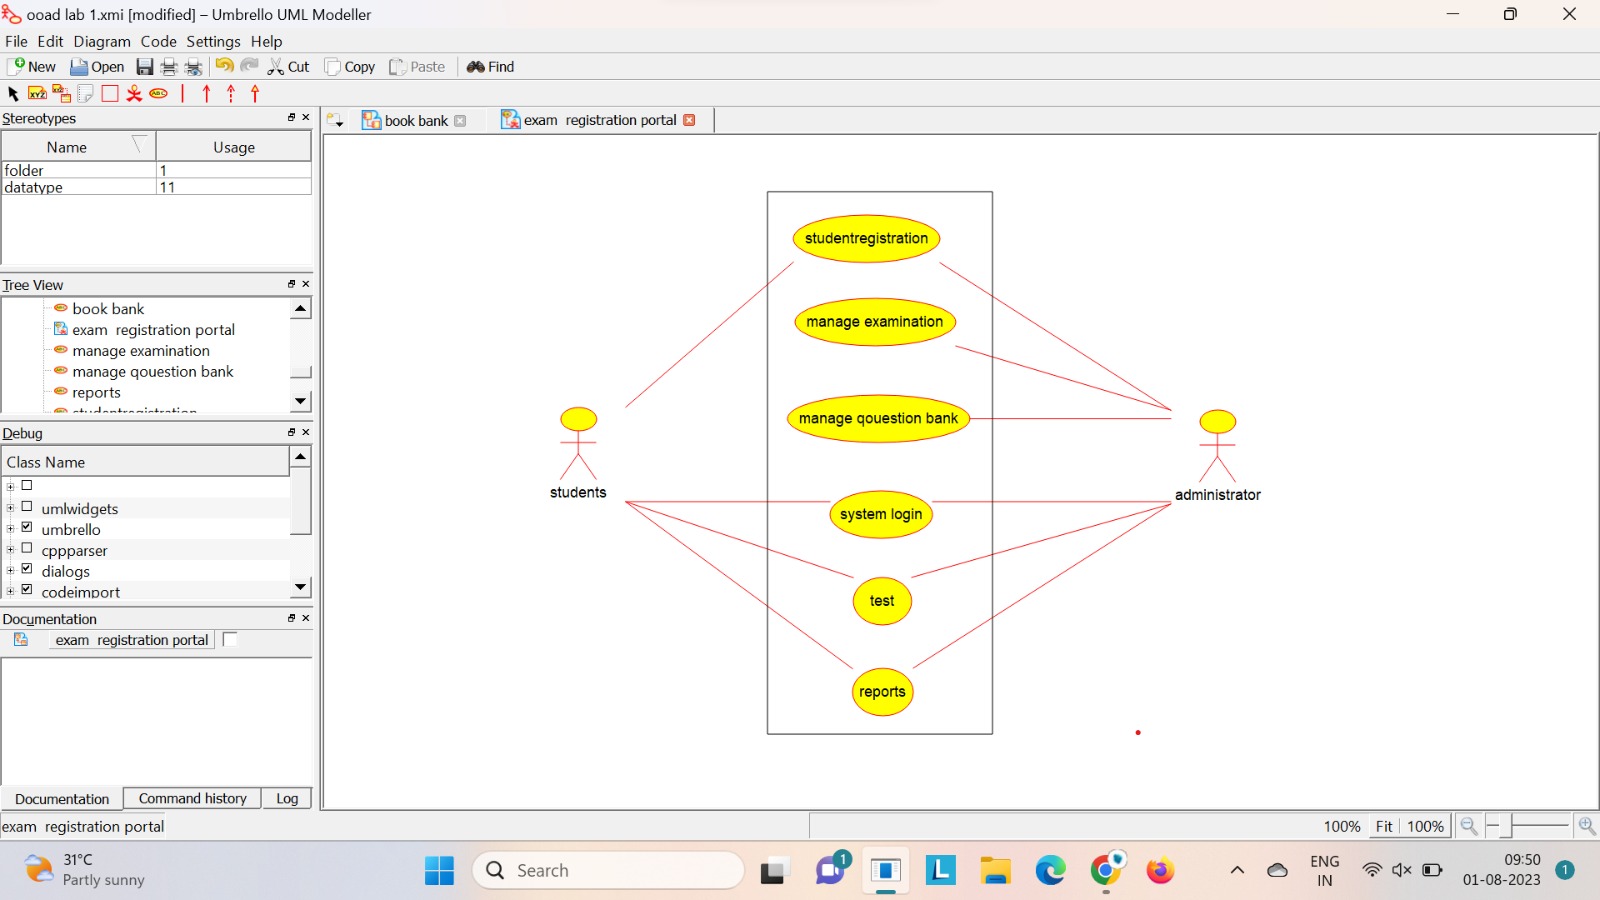 ooad lab 1.xmi [modified] – Umbrello UML Modeller
File Edit Diagram Code Settings Help
New Open Cut Copy Paste Find
Stereotypes
Name Usage
folder 1
datatype 11
Tree View
book bank
exam registration portal
manage examination
manage qouestion bank
reports
studentregistration
Debug
Class Name
umlwidgets
umbrello
cppparser
dialogs
codeimport
Documentation
exam registration portal
Documentation Command history Log
exam registration portal
book bank exam registration portal
studentregistration
manage examination
manage qouestion bank
students
administrator
system login
test
reports
100% Fit 100%
31°C
Partly sunny
Search
1
L
ENG
IN
09:50
01-08-2023
1